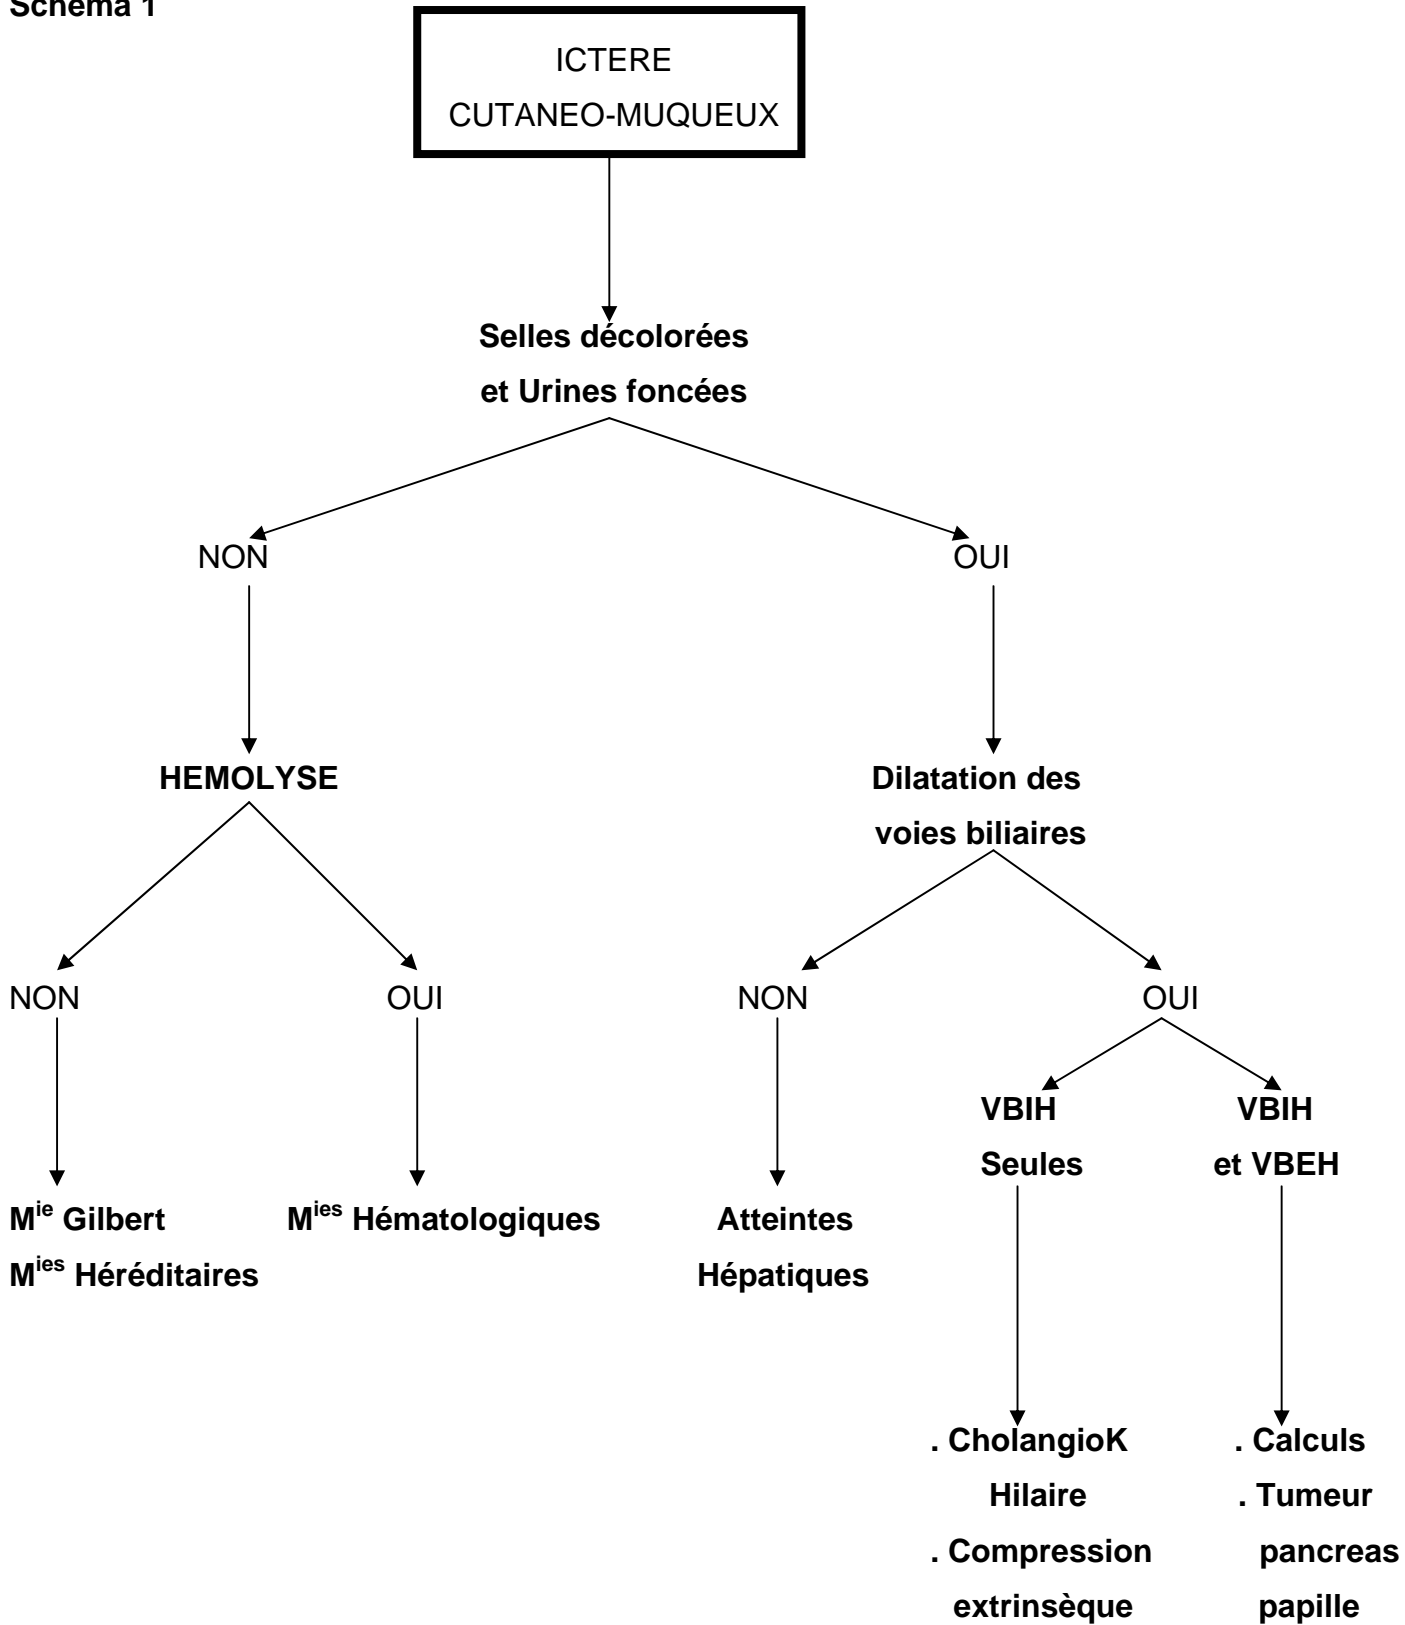 Schéma 1
ICTERE
CUTANEO-MUQUEUX
Selles décolorées
et Urines foncées
NON
OUI
HEMOLYSE
Dilatation des
voies biliaires
NON
OUI
NON
OUI
VBIH
Seules
VBIH
et VBEH
Mie Gilbert
Mies Héréditaires
Mies Hématologiques
Atteintes
Hépatiques
. CholangioK
Hilaire
. Compression
extrinsèque
. Calculs
. Tumeur
pancreas
papille